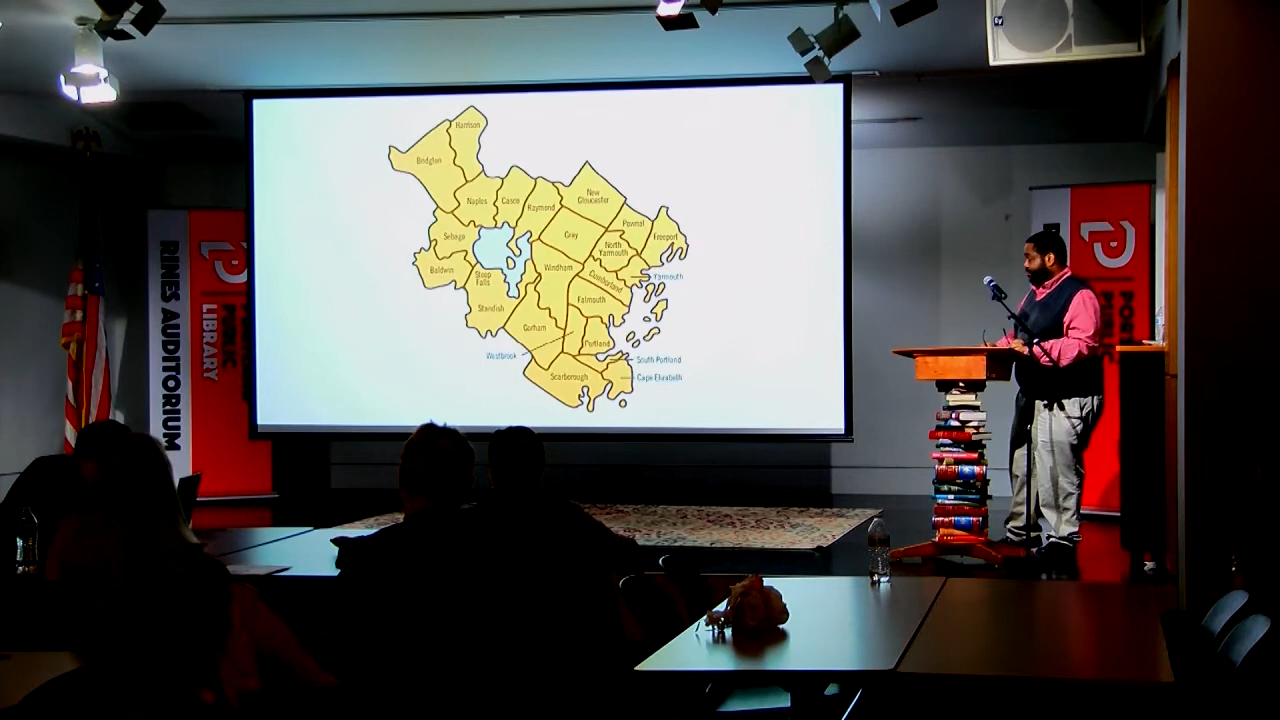 Harrison
Bridgton
Naples
Casco
Raymond
New
Gloucester
Pownal
Freeport
Sebago
Gray
North
Yarmouth
Baldwin
Steep
Falls
Windham
Cumberland
Yarmouth
Standish
Falmouth
Gorham
Portland
Westbrook
South Portland
Scarborough
Cape Elizabeth
RINES AUDITORIUM
PUBLIC
LIBRARY
PORT